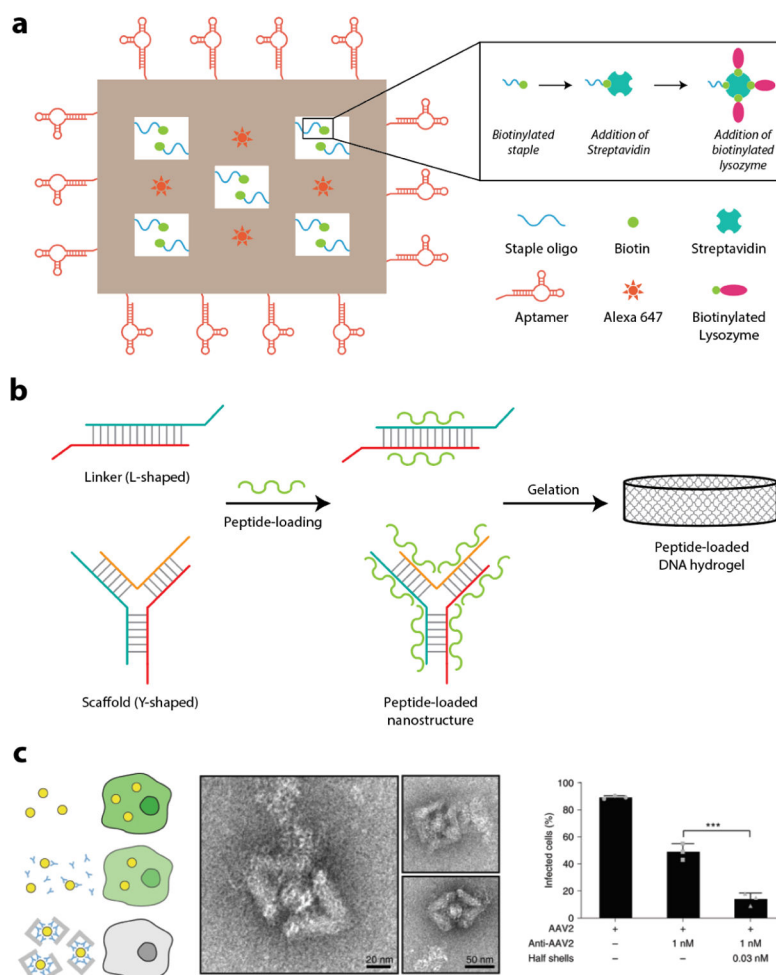 a
Biotinylated
staple
Addition of
Streptavidin
Addition of
biotinylated
lysozyme
Staple oligo
Biotin
Streptavidin
Aptamer
Alexa 647
Biotinylated
Lysozyme
b
Linker (L-shaped)
Peptide-loading
Gelation
Peptide-loaded
DNA hydrogel
Scaffold (Y-shaped)
Peptide-loaded
nanostructure
c
20 nm
50 nm
Infected cells (%)
100
80
60
40
20
0
***
AAV2 + + +
Anti-AAV2 – 1 nM 1 nM
Half shells – – 0.03 nM